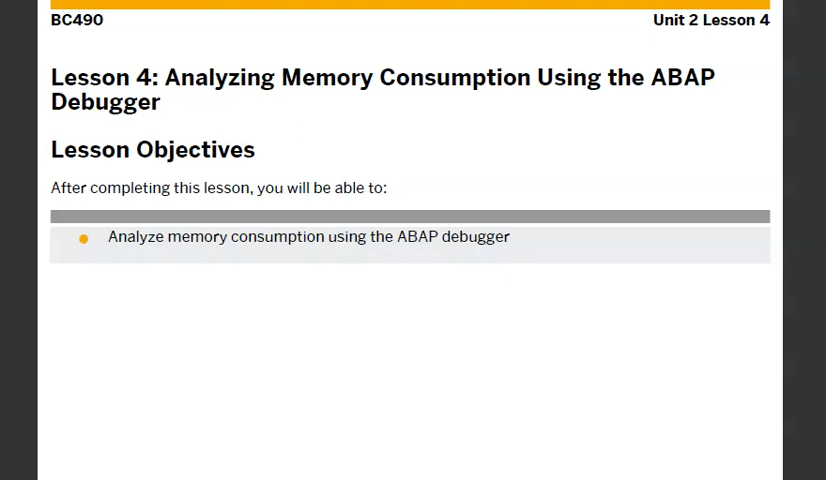 BC490 Unit 2 Lesson 4
Lesson 4: Analyzing Memory Consumption Using the ABAP
Debugger
Lesson Objectives
After completing this lesson, you will be able to:
Analyze memory consumption using the ABAP debugger